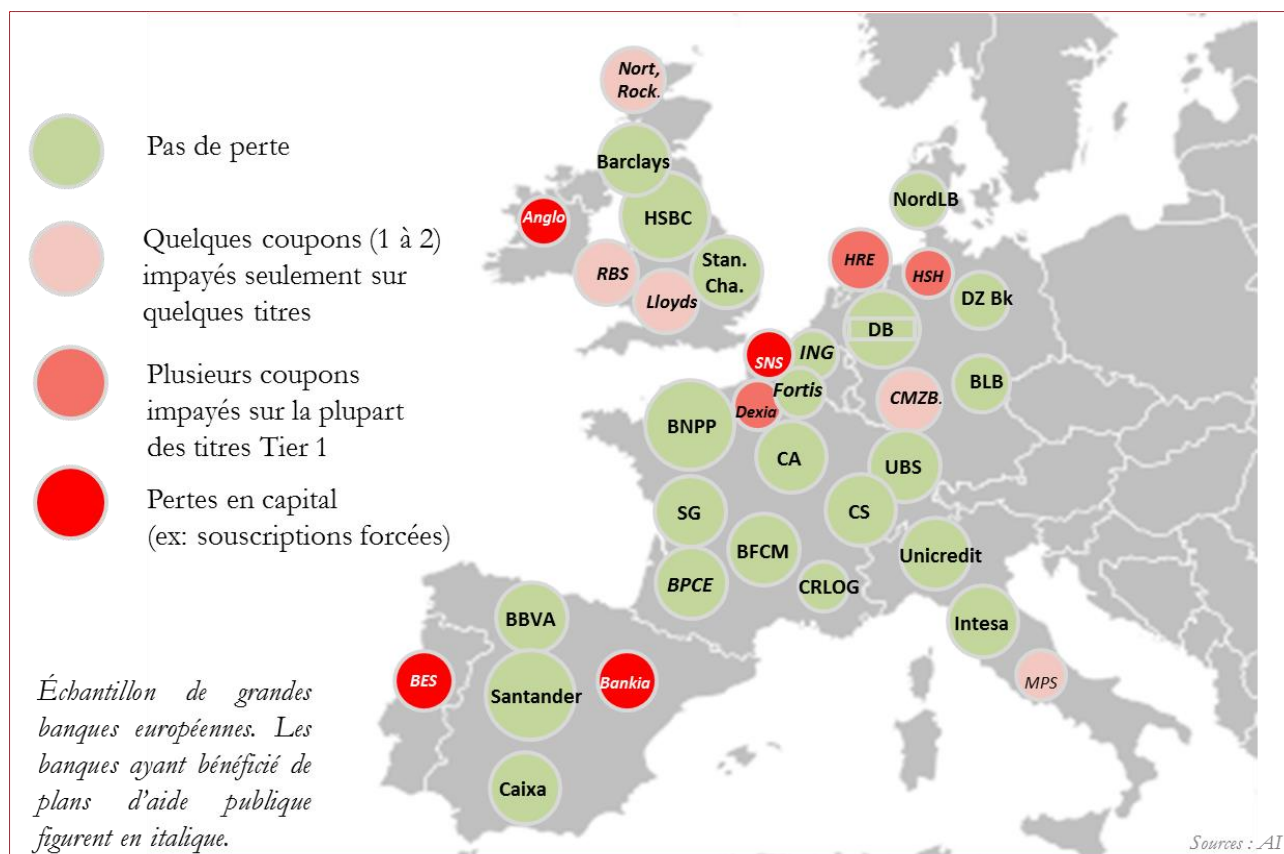 Pas de perte
Quelques coupons (1 à 2)
impayés seulement sur
quelques titres
Plusieurs coupons
impayés sur la plupart
des titres Tier 1
Pertes en capital
(ex: souscriptions forcées)
Échantillon de grandes
banques européennes. Les
banques ayant bénéficié de
plans d'aide publique
figurent en italique.
Nort,
Rock.
Barclays
HSBC
Anglo
RBS
Lloyds
Stan.
Cha.
NordLB
HRE
HSH
DZ Bk
DB
SNS
ING
Fortis
Dexia
CMZB.
BLB
BNPP
CA
UBS
SG
CS
BFCM
BPCE
CRLOG
Unicredit
Intesa
MPS
BBVA
BES
Santander
Bankia
Caixa
Sources : AI